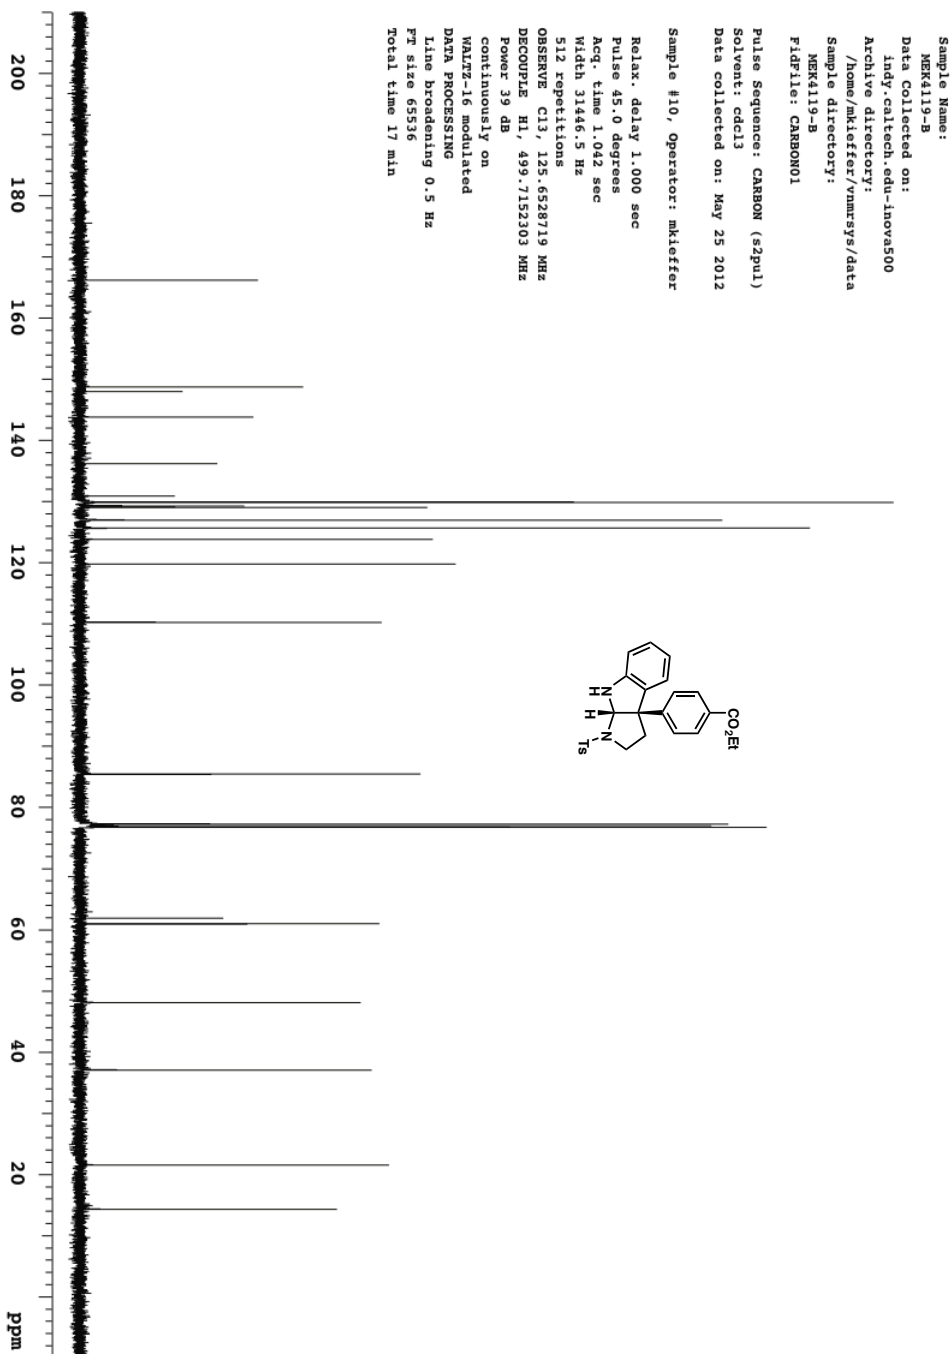 Sample Name:
MEK4119-B
Data Collected on:
indy.caltech.edu-inova500
Archive directory:
/home/mkieffer/vnmrsys/data
Sample directory:
MEK4119-B
FidFile: CARBON01
Pulse Sequence: CARBON (s2pul)
Solvent: cdcl3
Data collected on: May 25 2012
Sample #10, Operator: mkieffer
Relax. delay 1.000 sec
Pulse 45.0 degrees
Acq. time 1.042 sec
Width 31446.5 Hz
512 repetitions
OBSERVE C13, 125.6528719 MHz
DECOUPLE H1, 499.7152303 MHz
Power 39 dB
continuously on
WALTZ-16 modulated
DATA PROCESSING
Line broadening 0.5 Hz
FT size 65536
Total time 17 min
CO2Et
N
H
H
N
Ts
200 180 160 140 120 100 80 60 40 20 ppm